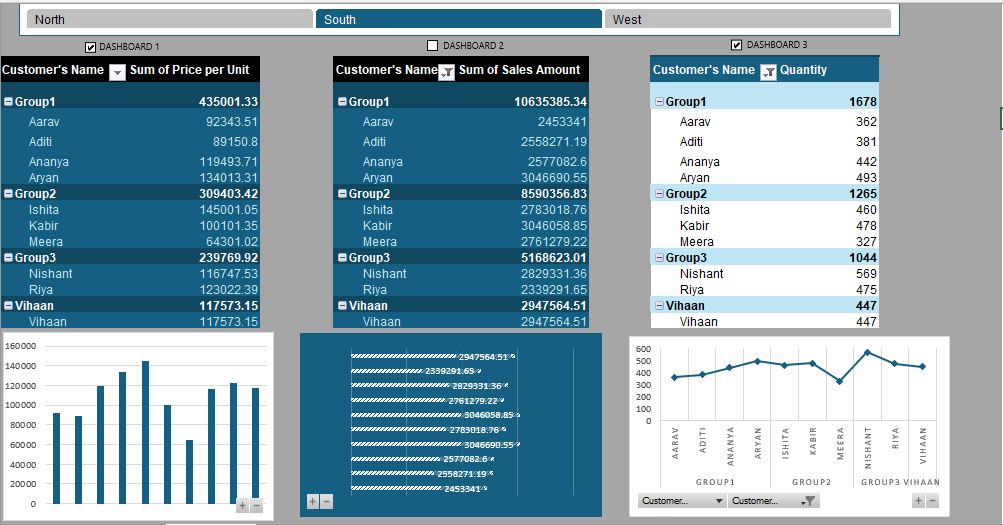 North South West
DASHBOARD 1 DASHBOARD 2 DASHBOARD 3
Customer's Name Sum of Price per Unit
Group1 435001.33
Aarav 92343.51
Aditi 89150.8
Ananya 119493.71
Aryan 134013.31
Group2 309403.42
Ishita 145001.05
Kabir 100101.35
Meera 64301.02
Group3 239769.92
Nishant 116747.53
Riya 123022.39
Vihaan 117573.15
Vihaan 117573.15
Customer's Name Sum of Sales Amount
Group1 10635385.34
Aarav 2453341
Aditi 2558271.19
Ananya 2577082.6
Aryan 3046690.55
Group2 8590356.83
Ishita 2783018.76
Kabir 3046058.85
Meera 2761279.22
Group3 5168623.01
Nishant 2829331.36
Riya 2339291.65
Vihaan 2947564.51
Vihaan 2947564.51
Customer's Name Quantity
Group1 1678
Aarav 362
Aditi 381
Ananya 442
Aryan 493
Group2 1265
Ishita 460
Kabir 478
Meera 327
Group3 1044
Nishant 569
Riya 475
Vihaan 447
Vihaan 447
160000
140000
120000
100000
80000
60000
40000
20000
0
2947564.51
2339291.65
2829331.36
2761279.22
3046058.85
2783018.76
3046690.55
2577082.6
2558271.19
2453341
600
500
400
300
200
100
0
AARAV ADITI ANANYA ARYAN ISHITA KABIR MEERA NISHANT RIYA VIHAAN
GROUP1 GROUP2 GROUP3 VIHAAN
Customer... Customer...